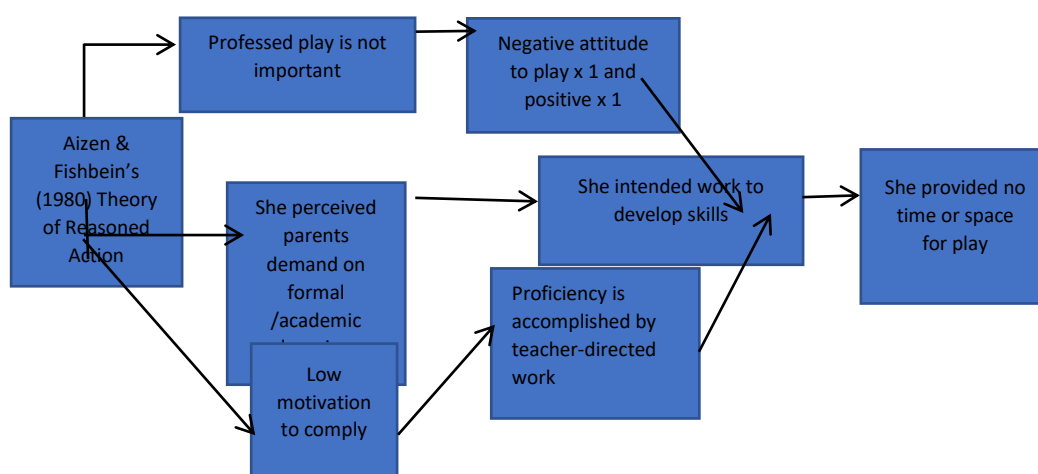 Professed play is not
important
Negative attitude
to play x 1 and
positive x 1
Aizen &
Fishbein's
(1980) Theory
of Reasoned
Action
She perceived
parents
demand on
formal
/academic
Low
motivation
to comply
She intended work to
develop skills
Proficiency is
accomplished by
teacher-directed
work
She provided no
time or space
for play